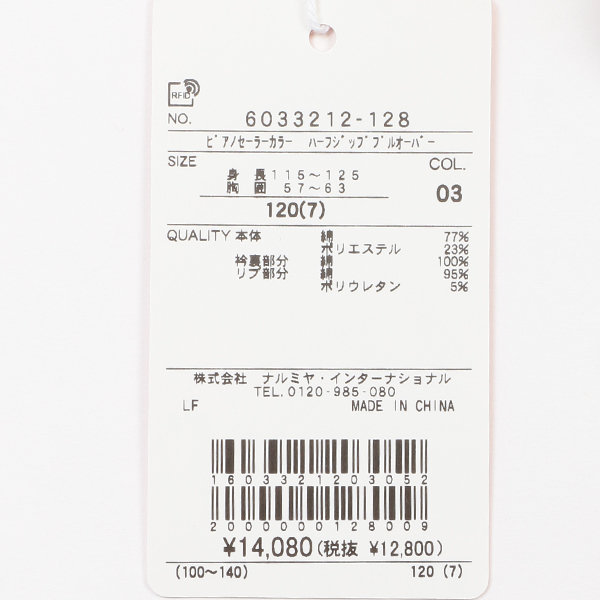 RFiD
NO. 6033212-128
ﾋﾟｱﾉｾｰﾗｰｶﾗｰ ﾊｰﾌｼﾞｯﾌﾟﾌﾟﾙｵｰﾊﾞｰ
SIZE COL.
身 長 115～125
胸 囲 57～63
03
120(7)
QUALITY 本体 綿 77%
ポリエステル 23%
衿裏部分 綿 100%
リブ部分 綿 95%
ポリウレタン 5%
株式会社 ナルミヤ・インターナショナル
TEL.0120-985-080
LF MADE IN CHINA
1603321203052
2000000128009
¥14,080(税抜 ¥12,800)
(100～140) 120 (7)